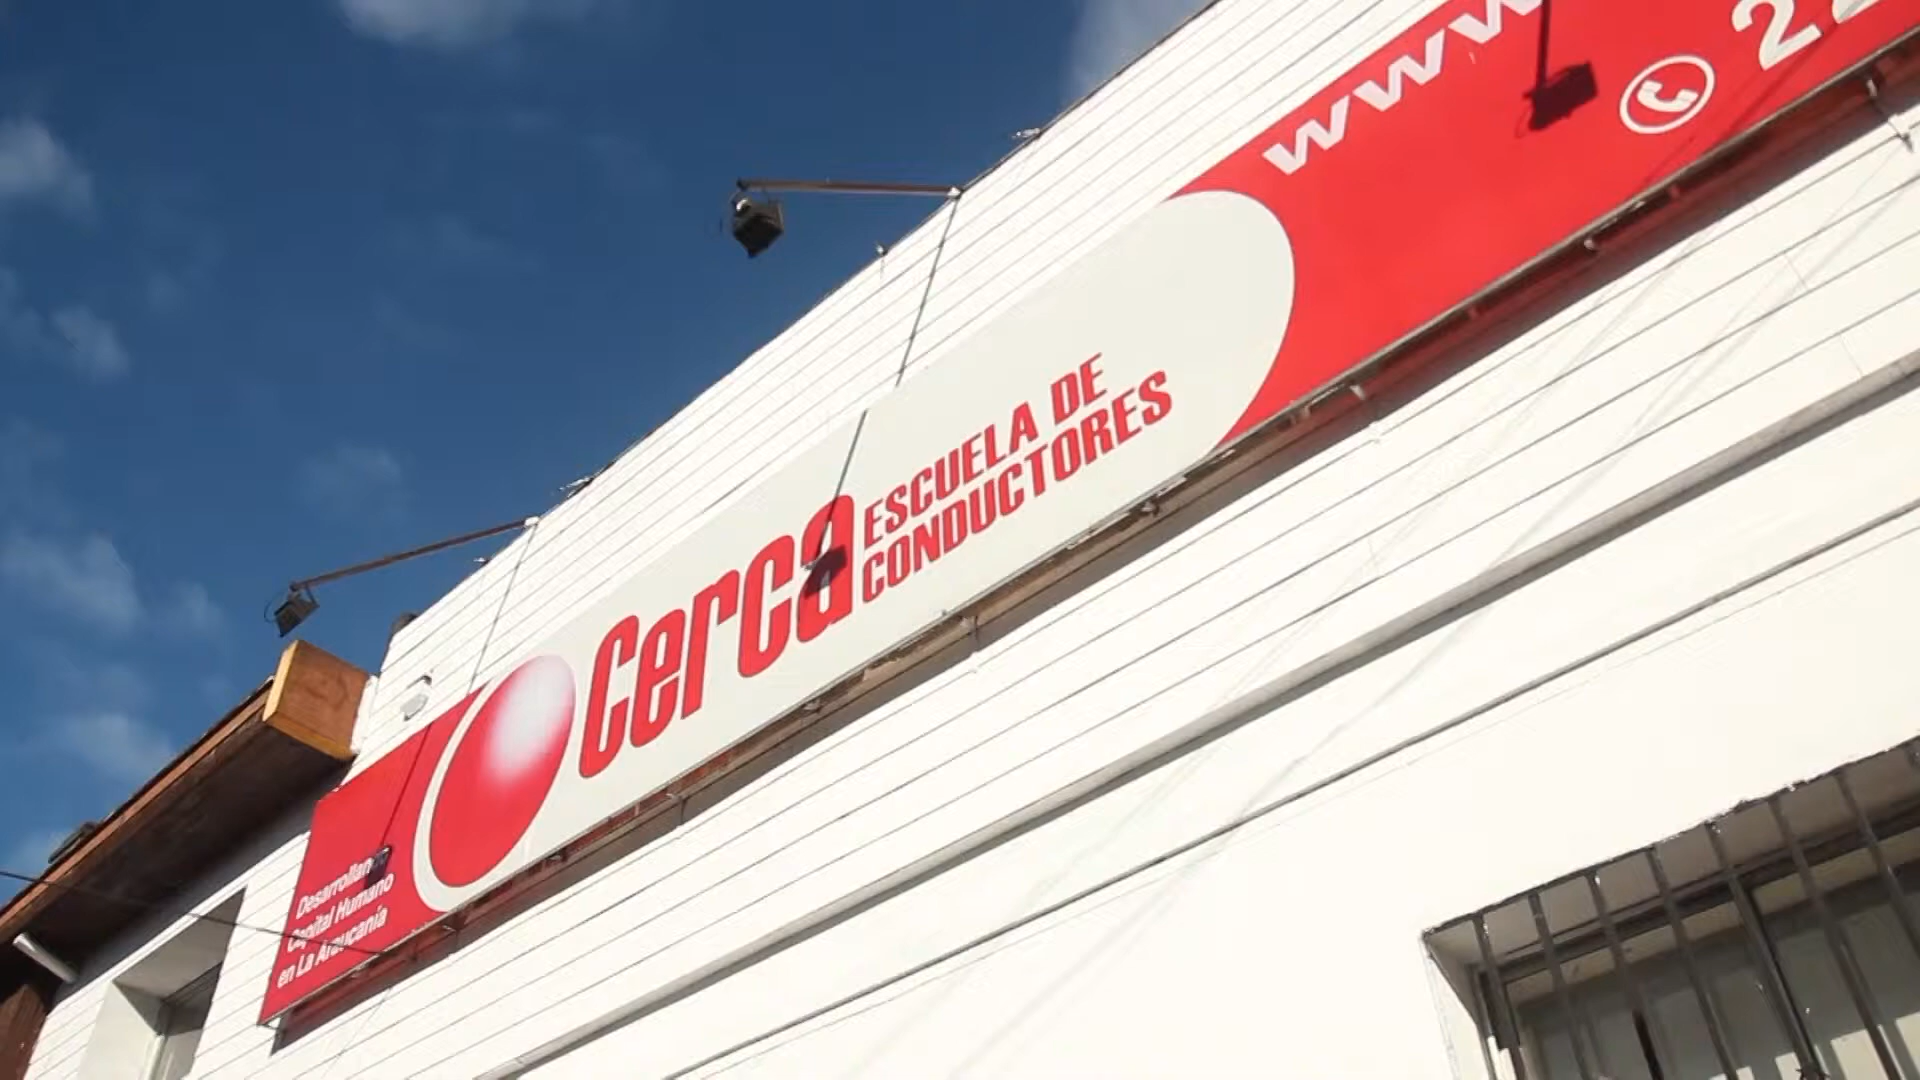 Desarrollando
Capital Humano
en La Araucanía
Cerca
ESCUELA DE
CONDUCTORES
www
22